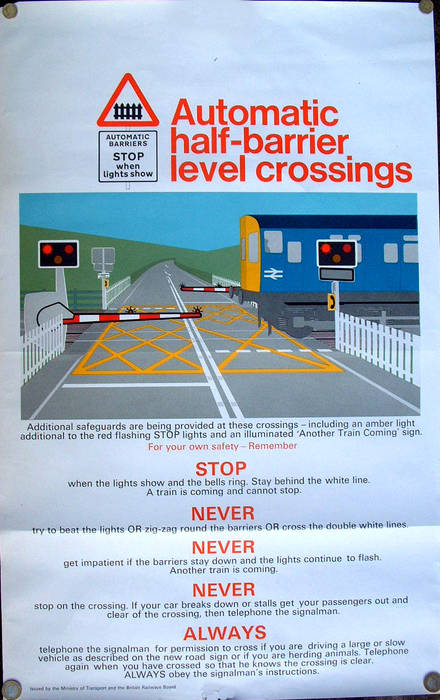 AUTOMATIC
BARRIERS
STOP
when
lights show
Automatic
half-barrier
level crossings
Additional safeguards are being provided at these crossings – including an amber light
additional to the red flashing STOP lights and an illuminated 'Another Train Coming' sign.
For your own safety – Remember
STOP
when the lights show and the bells ring. Stay behind the white line.
A train is coming and cannot stop.
NEVER
try to beat the lights OR zig-zag round the barriers OR cross the double white lines.
NEVER
get impatient if the barriers stay down and the lights continue to flash.
Another train is coming.
NEVER
stop on the crossing. If your car breaks down or stalls get your passengers out and
clear of the crossing, then telephone the signalman.
ALWAYS
telephone the signalman for permission to cross if you are driving a large or slow
vehicle as described on the new road sign or if you are herding animals. Telephone
again when you have crossed so that he knows the crossing is clear.
ALWAYS obey the signalman's instructions.
Issued by the Ministry of Transport and the British Railways Board